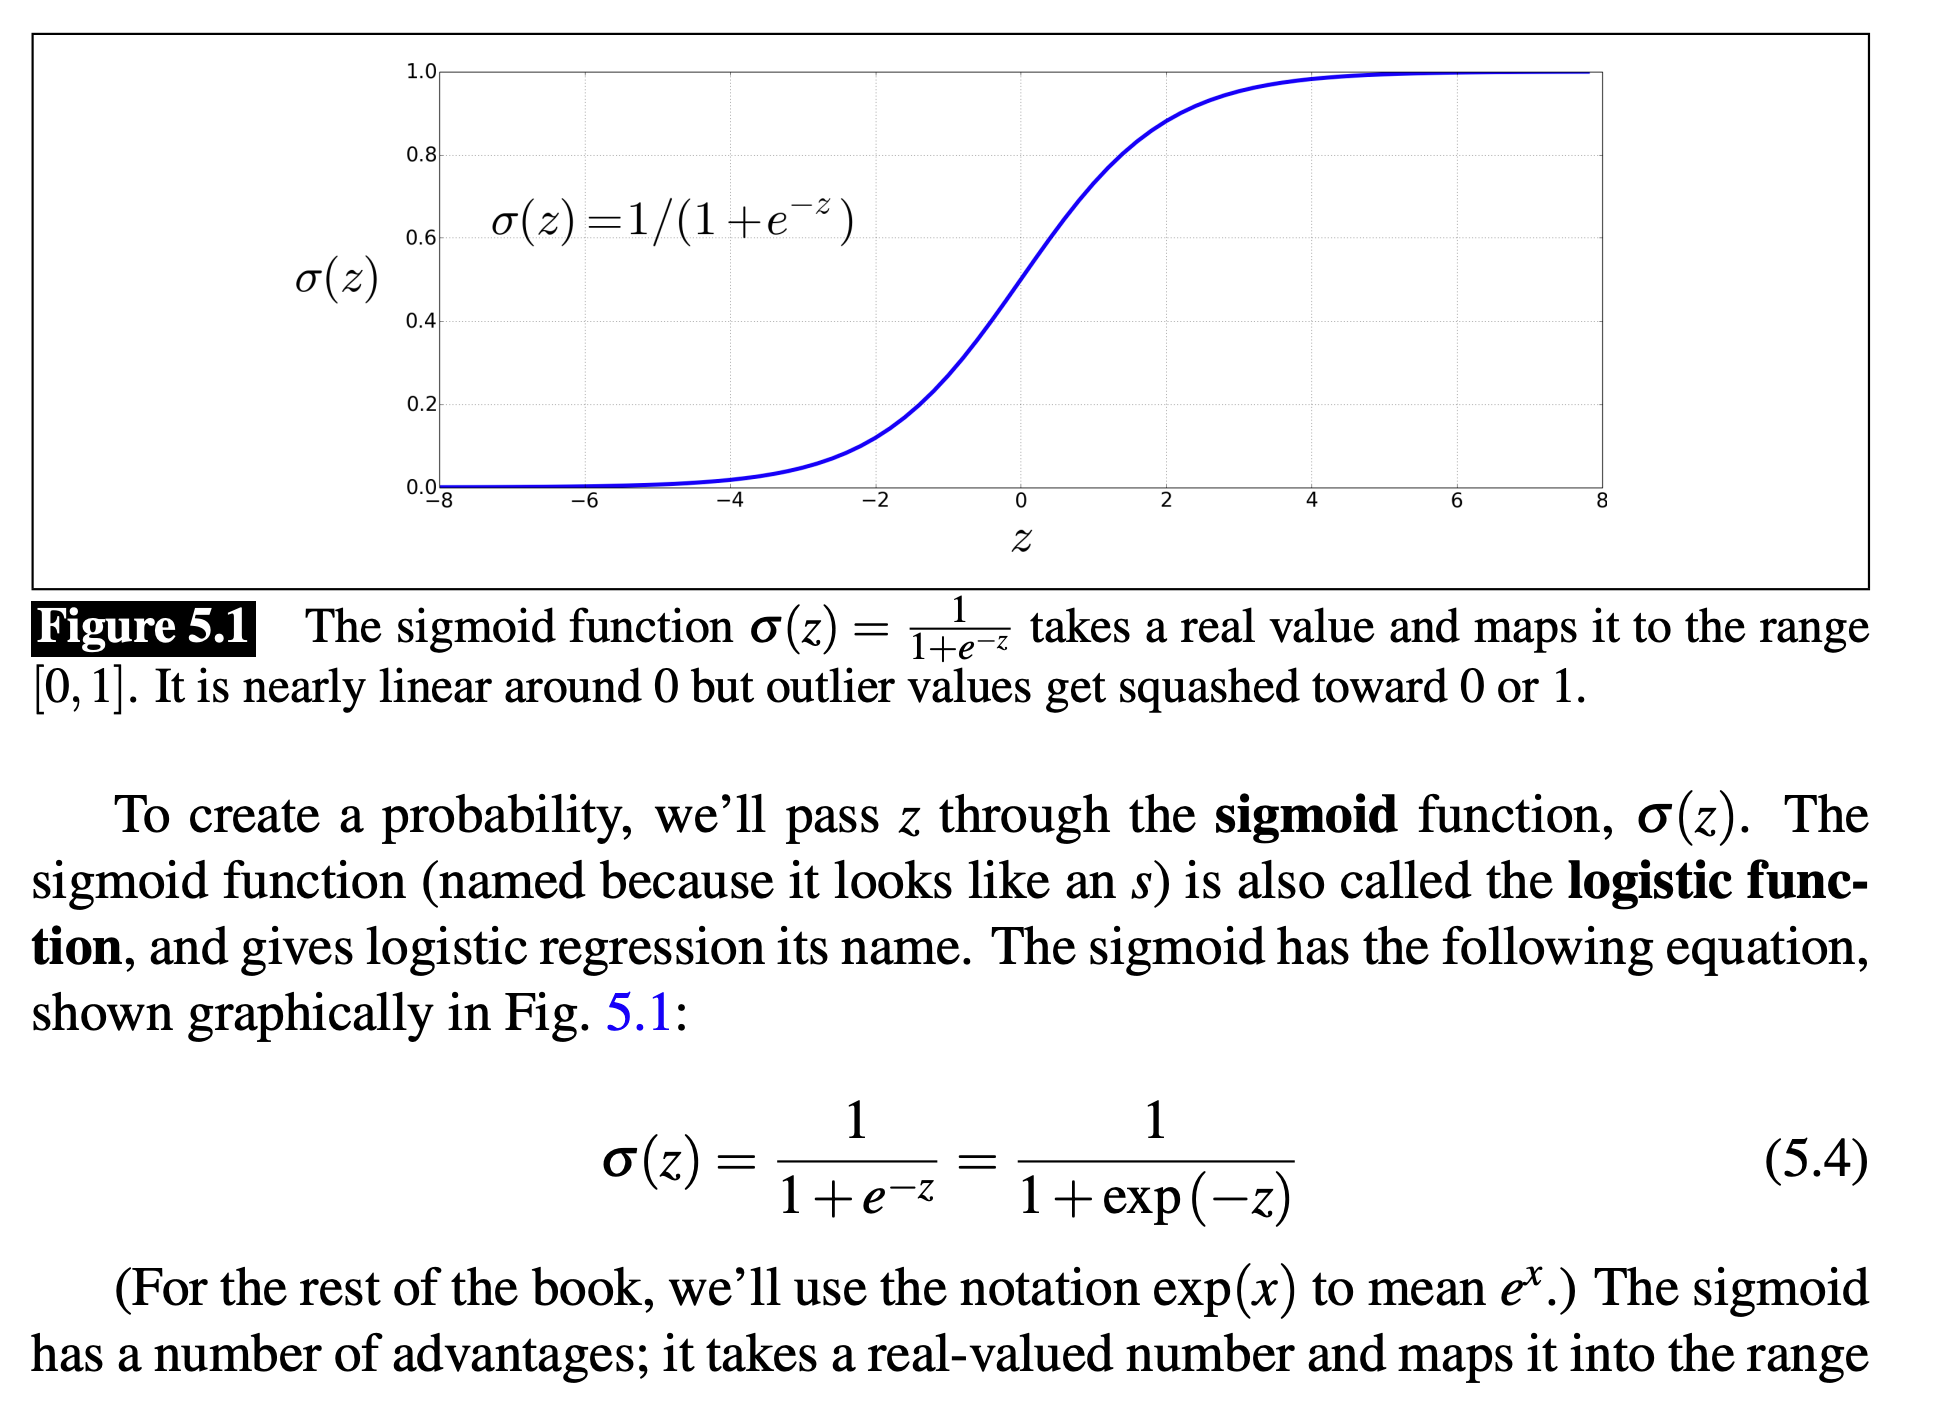 1.0
0.8
σ(z)=1/(1+e^{−z})
0.6
σ(z)
0.4
0.2
0.0
−8 −6 −4 −2 0 2 4 6 8
z
Figure 5.1 The sigmoid function σ(z) = \frac{1}{1+e^{−z}} takes a real value and maps it to the range
[0,1]. It is nearly linear around 0 but outlier values get squashed toward 0 or 1.
To create a probability, we’ll pass z through the sigmoid function, σ(z). The
sigmoid function (named because it looks like an s) is also called the logistic func-
tion, and gives logistic regression its name. The sigmoid has the following equation,
shown graphically in Fig. 5.1:
σ(z) = \frac{1}{1+e^{−z}} = \frac{1}{1+exp(−z)} (5.4)
(For the rest of the book, we’ll use the notation exp(x) to mean e^{x}.) The sigmoid
has a number of advantages; it takes a real-valued number and maps it into the range